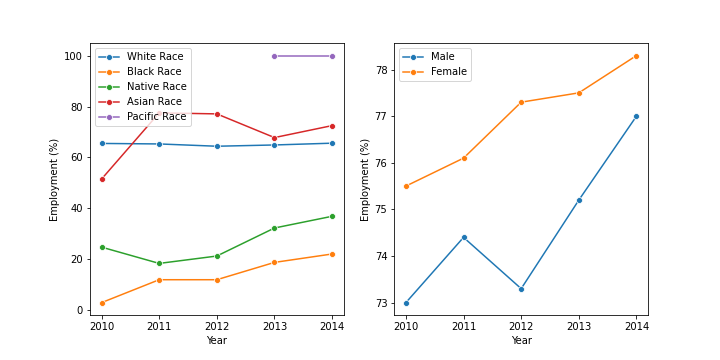 100
80
60
40
20
0
Employment (%)
White Race
Black Race
Native Race
Asian Race
Pacific Race
2010 2011 2012 2013 2014
Year
78
77
76
75
74
73
Employment (%)
Male
Female
2010 2011 2012 2013 2014
Year